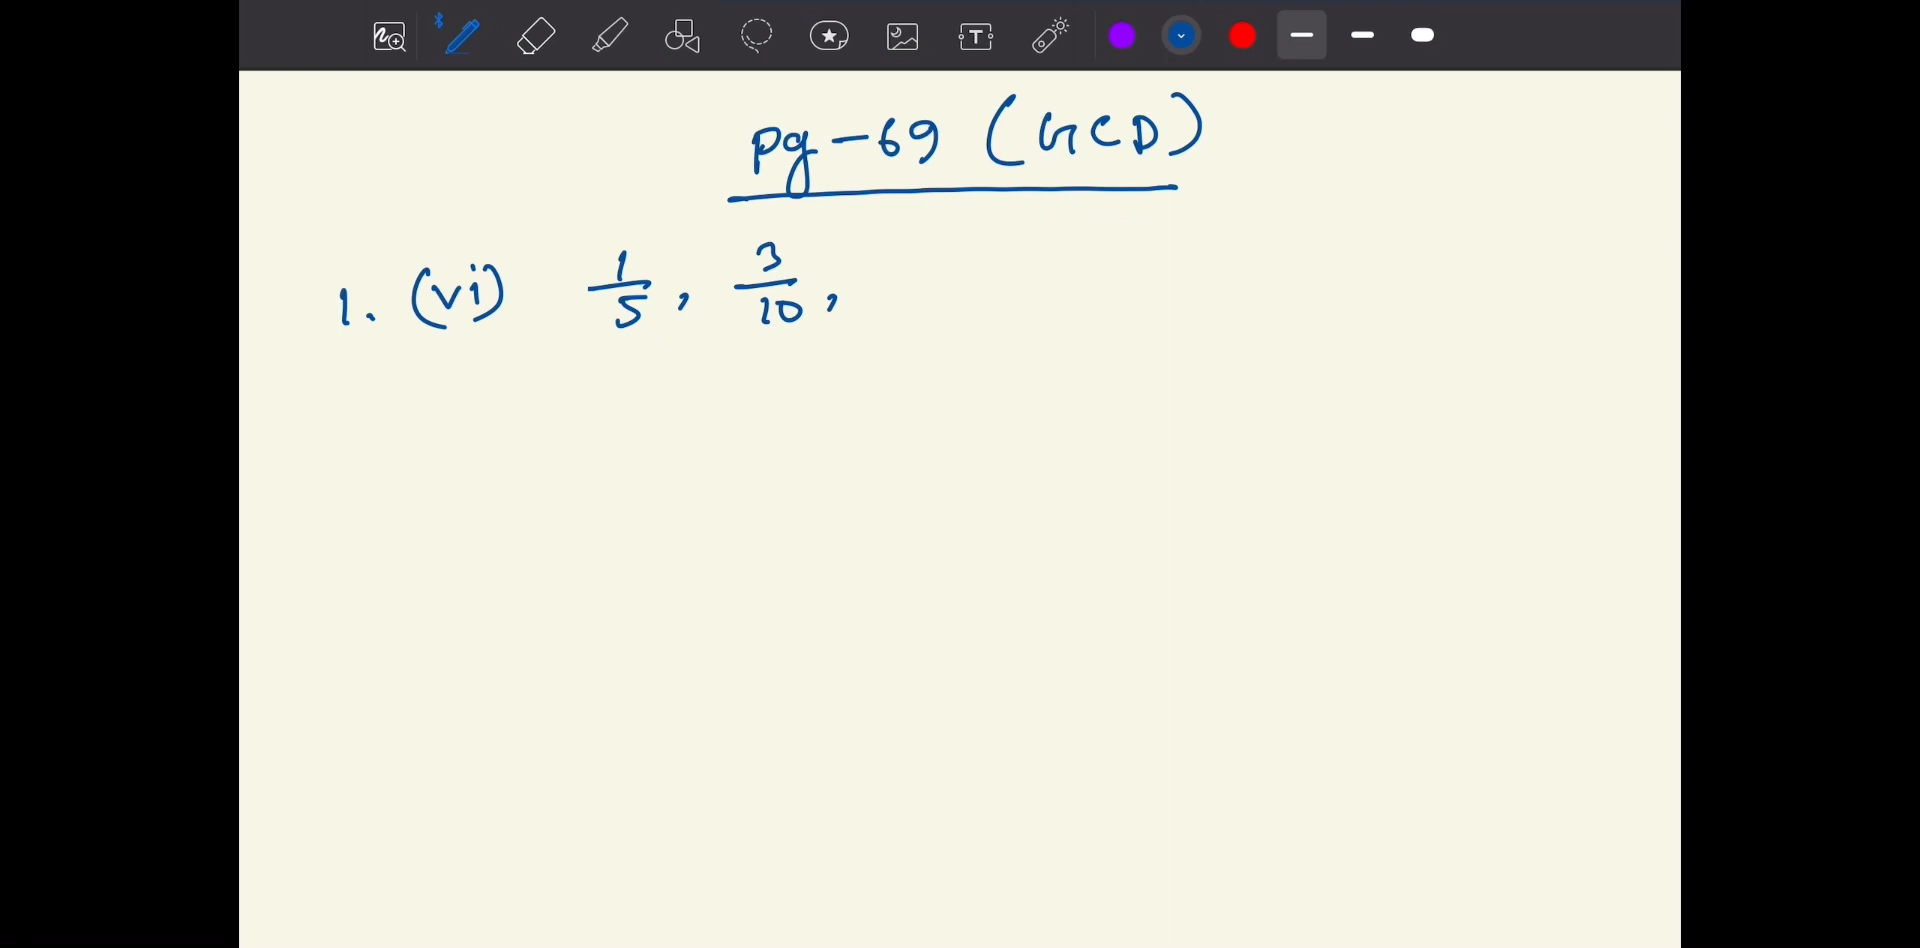 pg - 69 (GCD)
1. (vi) 1/5, 3/10,